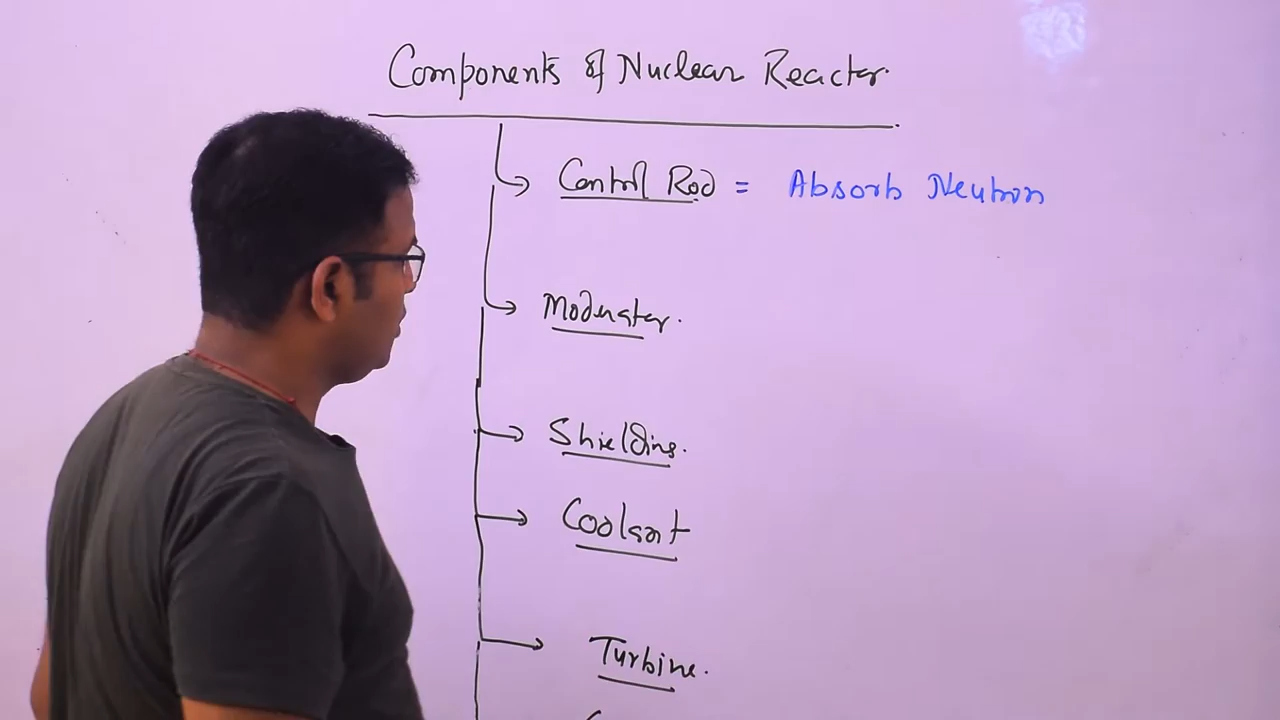 Components of Nuclear Reactor.
Control Rod = Absorb Neutron
Moderator.
Shielding.
Coolant
Turbine.